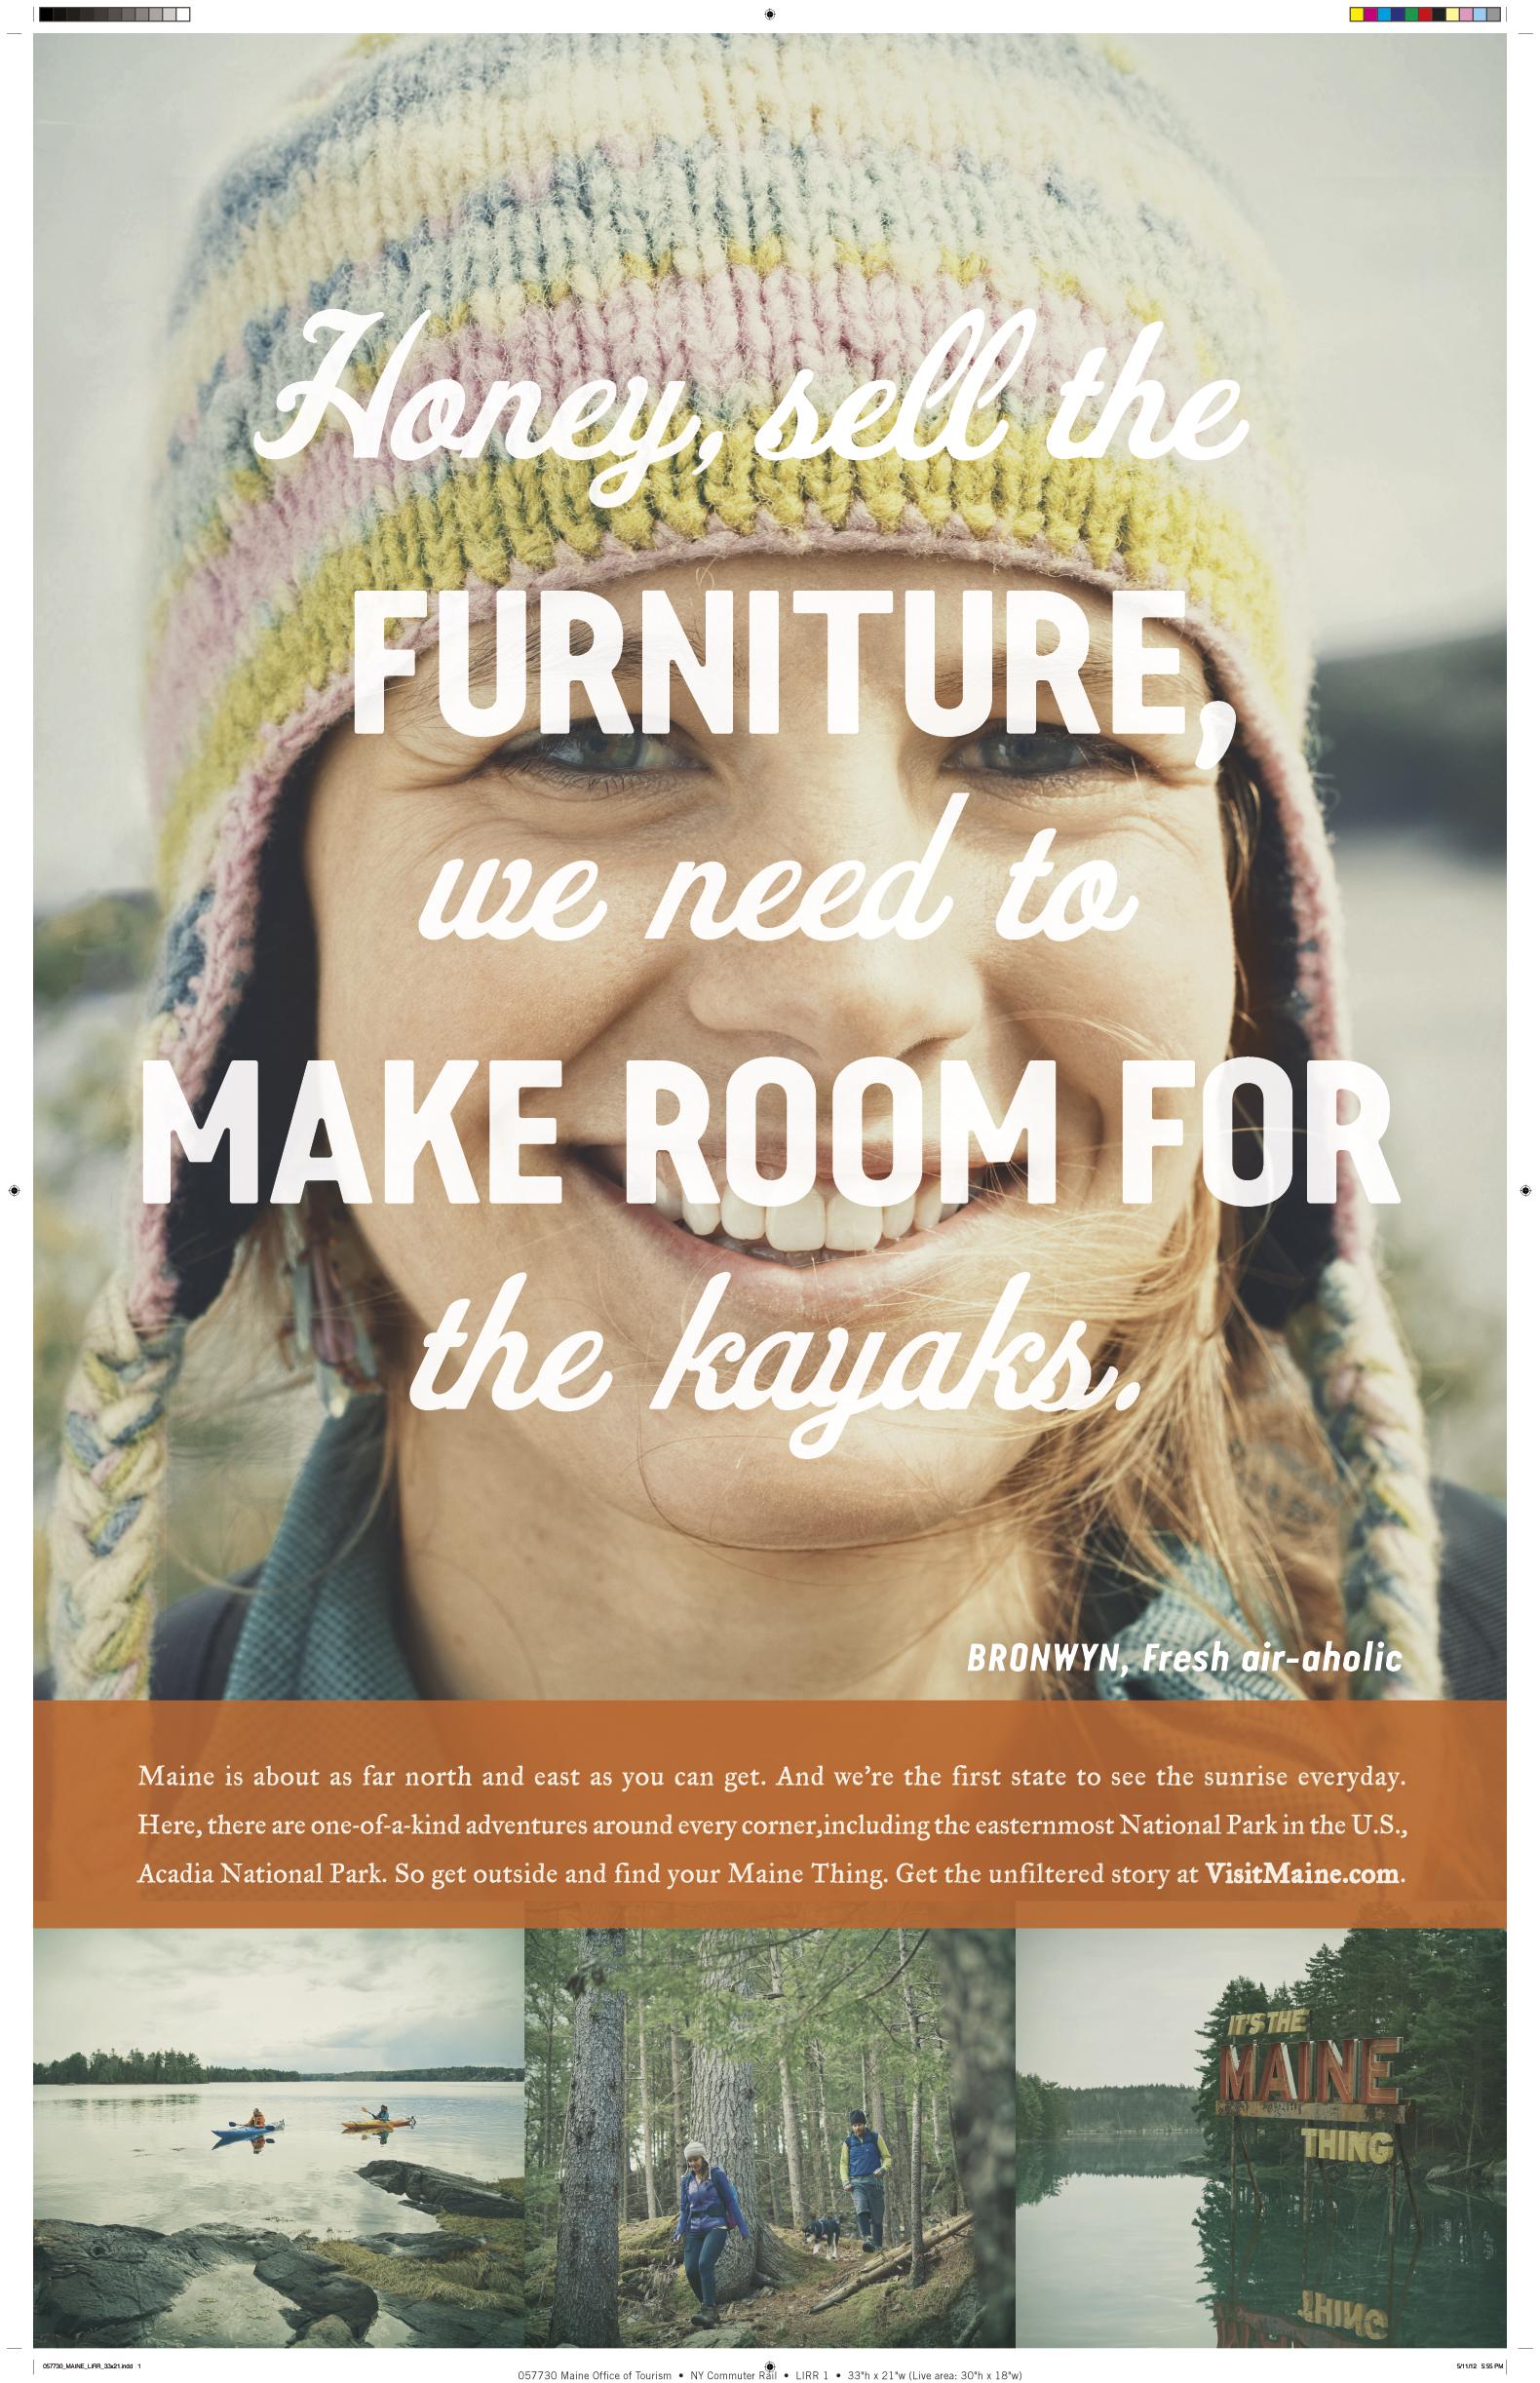 Honey, sell the
FURNITURE,
we need to
MAKE ROOM FOR
the kayaks.
BRONWYN, Fresh air-aholic
Maine is about as far north and east as you can get. And we're the first state to see the sunrise everyday.
Here, there are one-of-a-kind adventures around every corner,including the easternmost National Park in the U.S.,
Acadia National Park. So get outside and find your Maine Thing. Get the unfiltered story at VisitMaine.com.
IT'S THE
MAINE
THING
THING
057730_MAINE_LIRR_33x21.indd 1
5/11/12 5:55 PM
057730 Maine Office of Tourism • NY Commuter Rail • LIRR 1 • 33"h x 21"w (Live area: 30"h x 18"w)